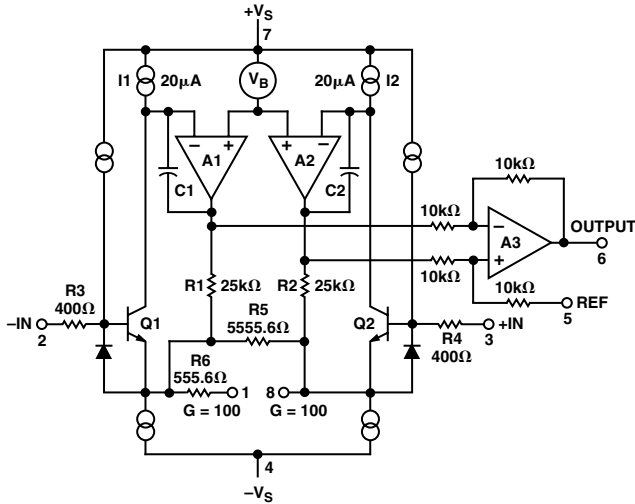 +VS
7
I1
20µA
VB
20µA
I2
−
+
+
−
A1
A2
C1
C2
10kΩ
10kΩ
−
A3
+
OUTPUT
6
10kΩ
10kΩ
REF
5
R1
25kΩ
R2
25kΩ
R3
400Ω
−IN
2
Q1
R5
5555.6Ω
Q2
R4
400Ω
+IN
3
R6
555.6Ω
1
8
G = 100
G = 100
4
−VS